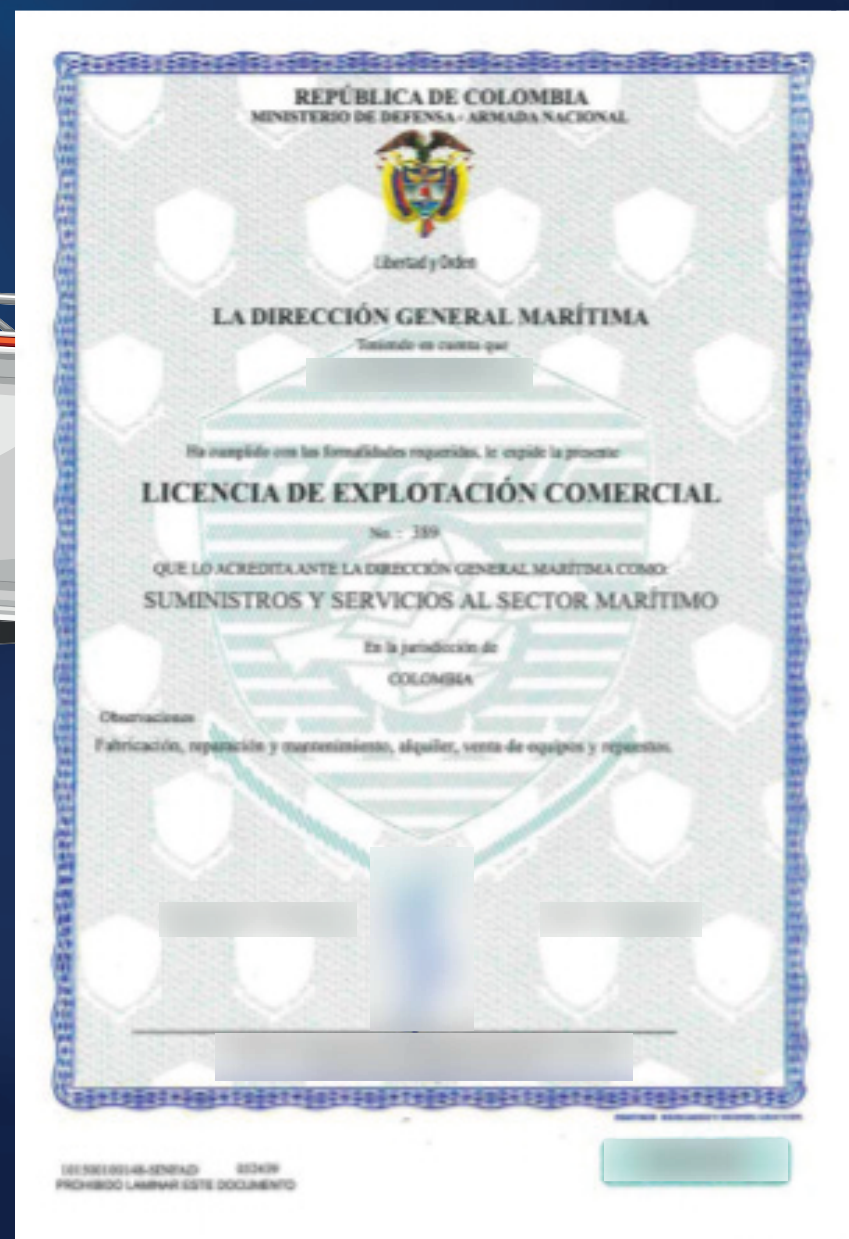 REPÚBLICA DE COLOMBIA
MINISTERIO DE DEFENSA - ARMADA NACIONAL
Libertad y Orden
LA DIRECCIÓN GENERAL MARÍTIMA
Teniendo en cuenta que
Ha cumplido con las formalidades requeridas, le expide la presente
LICENCIA DE EXPLOTACIÓN COMERCIAL
No. : 389
QUE LO ACREDITA ANTE LA DIRECCIÓN GENERAL MARÍTIMA COMO:
SUMINISTROS Y SERVICIOS AL SECTOR MARÍTIMO
En la jurisdicción de
COLOMBIA
Observaciones
Fabricación, reparación y mantenimiento, alquiler, venta de equipos y repuestos.
PROHIBIDO LAMINAR ESTE DOCUMENTO